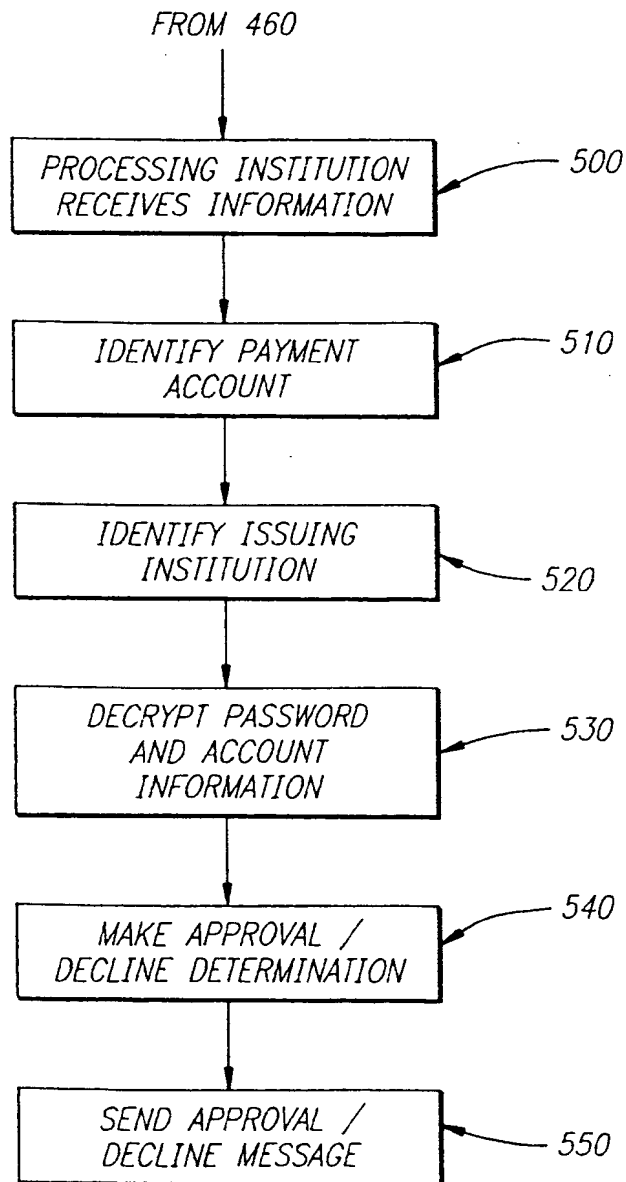 FROM 460
PROCESSING INSTITUTION
RECEIVES INFORMATION
500
IDENTIFY PAYMENT
ACCOUNT
510
IDENTIFY ISSUING
INSTITUTION
520
DECRYPT PASSWORD
AND ACCOUNT
INFORMATION
530
MAKE APPROVAL /
DECLINE DETERMINATION
540
SEND APPROVAL /
DECLINE MESSAGE
550